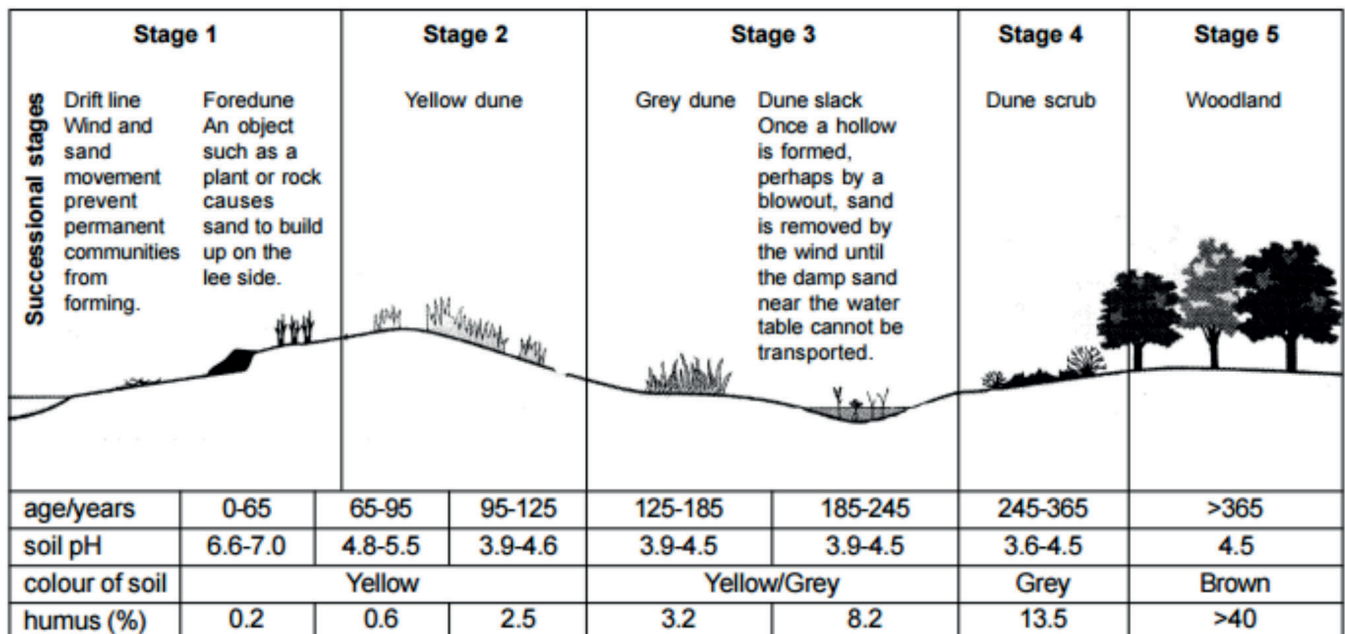 Stage 1
Stage 2
Stage 3
Stage 4
Stage 5
Successional stages
Drift line
Wind and
sand
movement
prevent
permanent
communities
from
forming.
Foredune
An object
such as a
plant or rock
causes
sand to build
up on the
lee side.
Yellow dune
Grey dune
Dune slack
Once a hollow
is formed,
perhaps by a
blowout, sand
is removed by
the wind until
the damp sand
near the water
table cannot be
transported.
Dune scrub
Woodland
age/years 0-65 65-95 95-125 125-185 185-245 245-365 >365
soil pH 6.6-7.0 4.8-5.5 3.9-4.6 3.9-4.5 3.9-4.5 3.6-4.5 4.5
colour of soil Yellow Yellow/Grey Grey Brown
humus (%) 0.2 0.6 2.5 3.2 8.2 13.5 >40